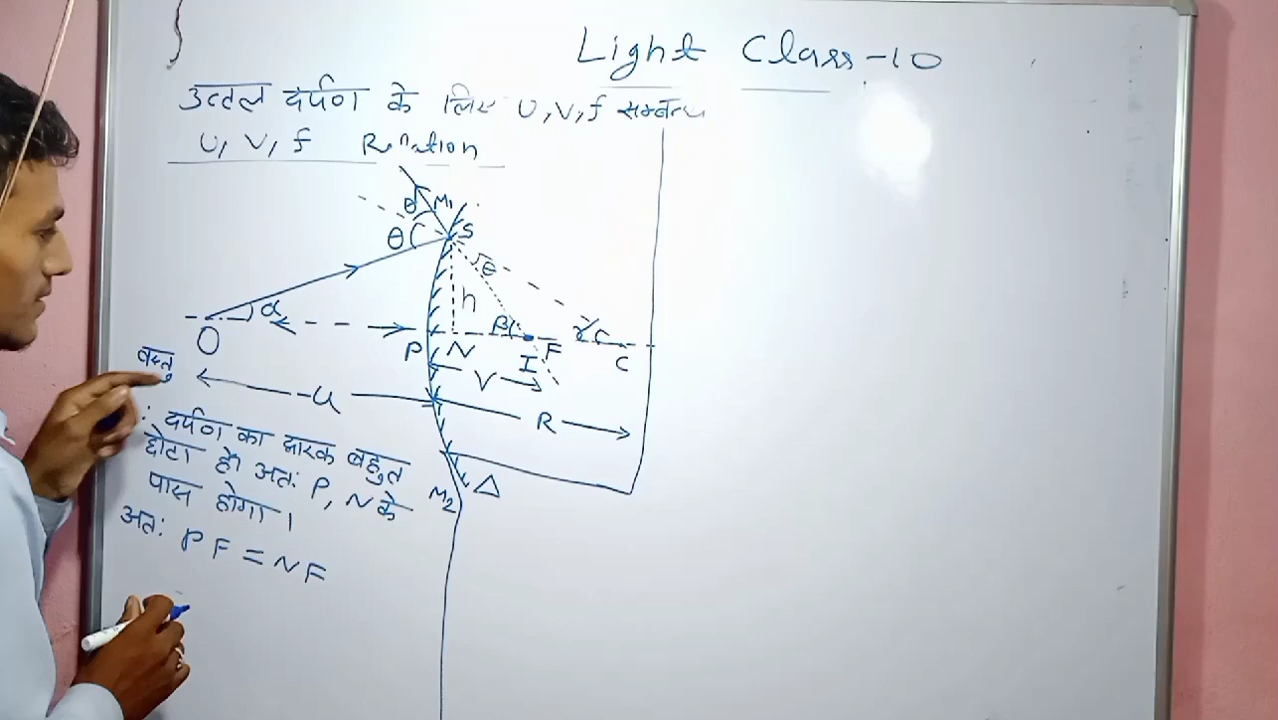 Light Class-10
उत्तल दर्पण के लिए U, V, f सम्बन्ध
U, V, f Relation
θ M₁
θ S
θ
h
α
β γ C
O P N I F C
वस्तु
V
-u
R
∴ दर्पण का द्वारक बहुत
छोटा है। अतः P, N के
पास होगा।
M₂ Δ
अतः PF = NF